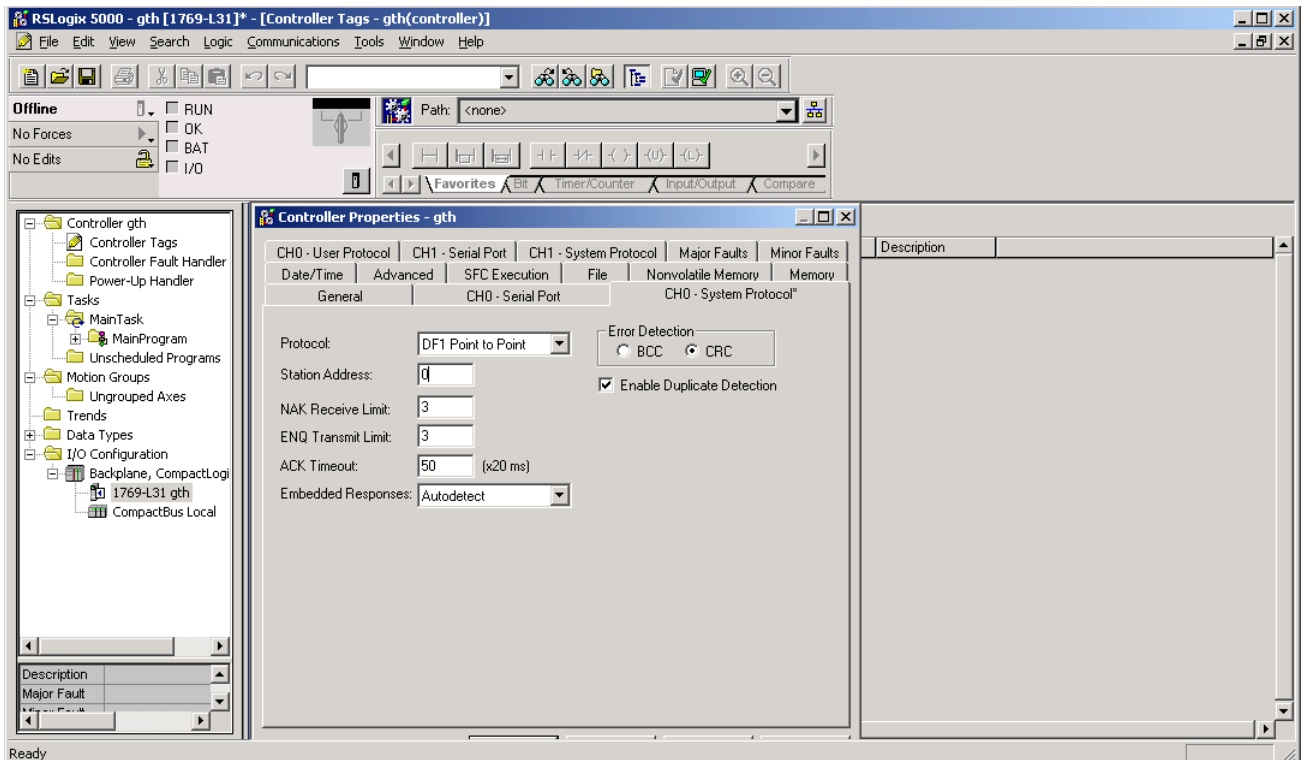 RSLogix 5000 - gth [1769-L31]* - [Controller Tags - gth(controller)]
File Edit View Search Logic Communications Tools Window Help
Offline
RUN
No Forces
OK
No Edits
BAT
I/O
Path: <none>
Favorites Bit Timer/Counter Input/Output Compare
Controller gth
Controller Tags
Controller Fault Handler
Power-Up Handler
Tasks
MainTask
MainProgram
Unscheduled Programs
Motion Groups
Ungrouped Axes
Trends
Data Types
I/O Configuration
Backplane, CompactLogi
1769-L31 gth
CompactBus Local
Description
Major Fault
Minor Fault
Controller Properties - gth
CH0 - User Protocol CH1 - Serial Port CH1 - System Protocol Major Faults Minor Faults
Date/Time Advanced SFC Execution File Nonvolatile Memory Memory
General CH0 - Serial Port CH0 - System Protocol*
Protocol: DF1 Point to Point
Station Address: 0
NAK Receive Limit: 3
ENQ Transmit Limit: 3
ACK Timeout: 50 (x20 ms)
Embedded Responses: Autodetect
Error Detection
BCC CRC
Enable Duplicate Detection
Description
Ready